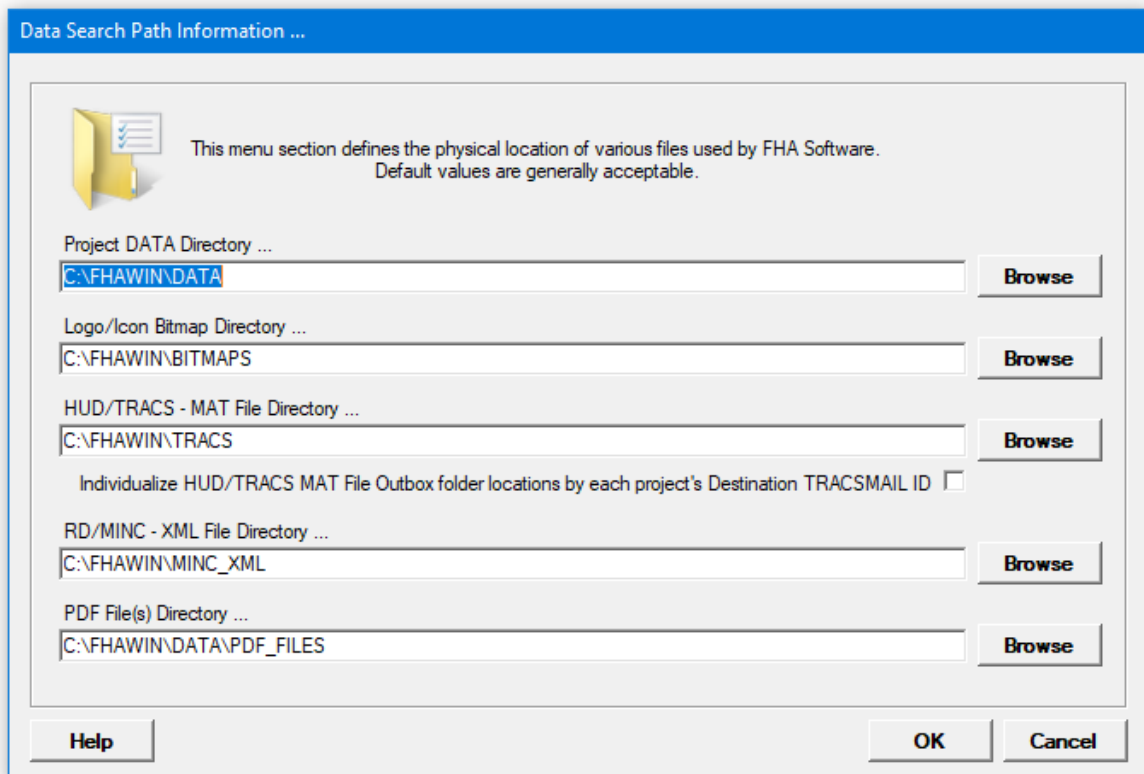 Data Search Path Information ...
This menu section defines the physical location of various files used by FHA Software.
Default values are generally acceptable.
Project DATA Directory ...
C:\FHAWIN\DATA
Browse
Logo/Icon Bitmap Directory ...
C:\FHAWIN\BITMAPS
Browse
HUD/TRACS - MAT File Directory ...
C:\FHAWIN\TRACS
Browse
Individualize HUD/TRACS MAT File Outbox folder locations by each project's Destination TRACSMAIL ID
RD/MINC - XML File Directory ...
C:\FHAWIN\MINC_XML
Browse
PDF File(s) Directory ...
C:\FHAWIN\DATA\PDF_FILES
Browse
Help
OK
Cancel